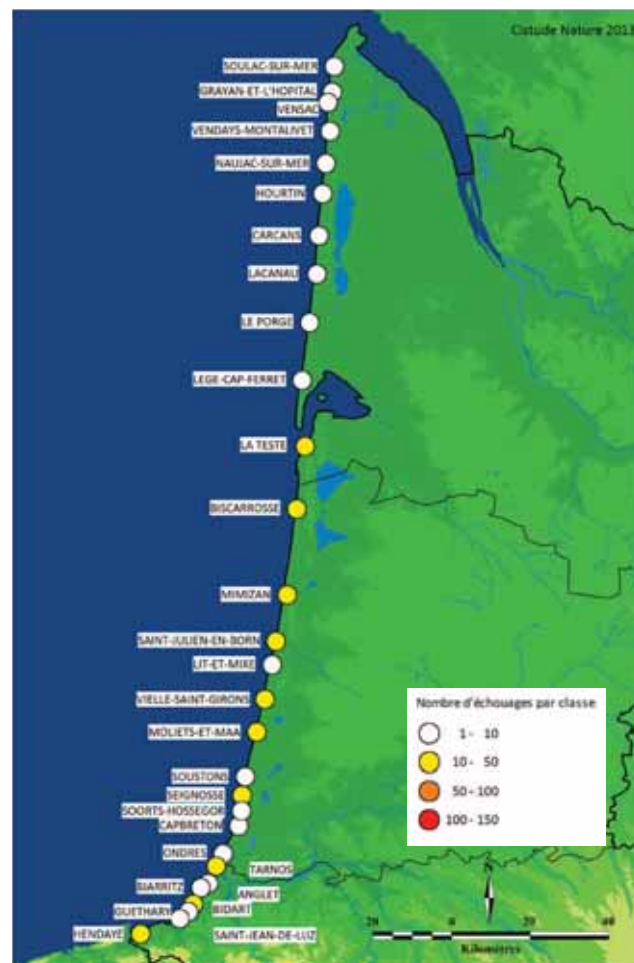 Cistude Nature 2013
SOULAC-SUR-MER
GRAYAN-ET-L'HOPITAL
VENSAC
VENDAYS-MONTALIVET
NAUJAC-SUR-MER
HOURTIN
CARCANS
LACANAU
LE PORGE
LEGE-CAP-FERRET
LA TESTE
BISCARROSSE
MIMIZAN
SAINT-JULIEN-EN-BORN
LIT-ET-MIXE
VIELLE-SAINT-GIRONS
MOLIETS-ET-MAA
SOUSTONS
SEIGNOSSE
SOORTS-HOSSEGOR
CAPBRETON
ONDRES
TARNOS
BIARRITZ
ANGLET
GUETHARY
BIDART
HENDAYE
SAINT-JEAN-DE-LUZ
Nombre d'échouages par classe
1 - 10
10 - 50
50 - 100
100 - 150
N
20 0 20 40
Kilomètres